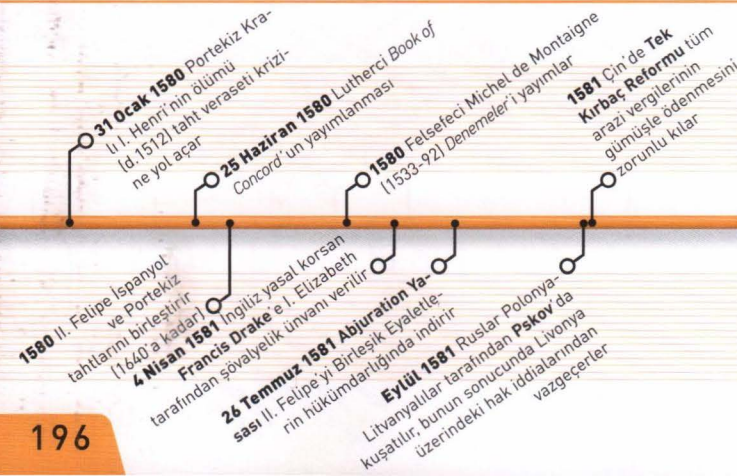 31 Ocak 1580 Portekiz Kra-
lı I. Henri'nin ölümü
(d.1512) taht veraseti krizi-
ne yol açar
25 Haziran 1580 Lutherci Book of
Concord'un yayımlanması
1580 Felsefeci Michel de Montaigne
(1533-92) Denemeler'i yayımlar
1581 Çin'de Tek
Kırbaç Reformu tüm
arazi vergilerinin
gümüşle ödenmesini
zorunlu kılar
1580 II. Felipe İspanyol
ve Portekiz
tahtlarını birleştirir
(1640'a kadar)
4 Nisan 1581 İngiliz yasal korsan
Francis Drake'e I. Elizabeth
tarafından şövalyelik ünvanı verilir
26 Temmuz 1581 Abjuration Ya-
sası II. Felipe'yi Birleşik Eyaletle-
rin hükümdarlığında indirir
Eylül 1581 Ruslar Polonya-
Litvanyalılar tarafından Pskov'da
kuşatılır, bunun sonucunda Livonya
üzerindeki hak iddialarından
vazgeçerler
196